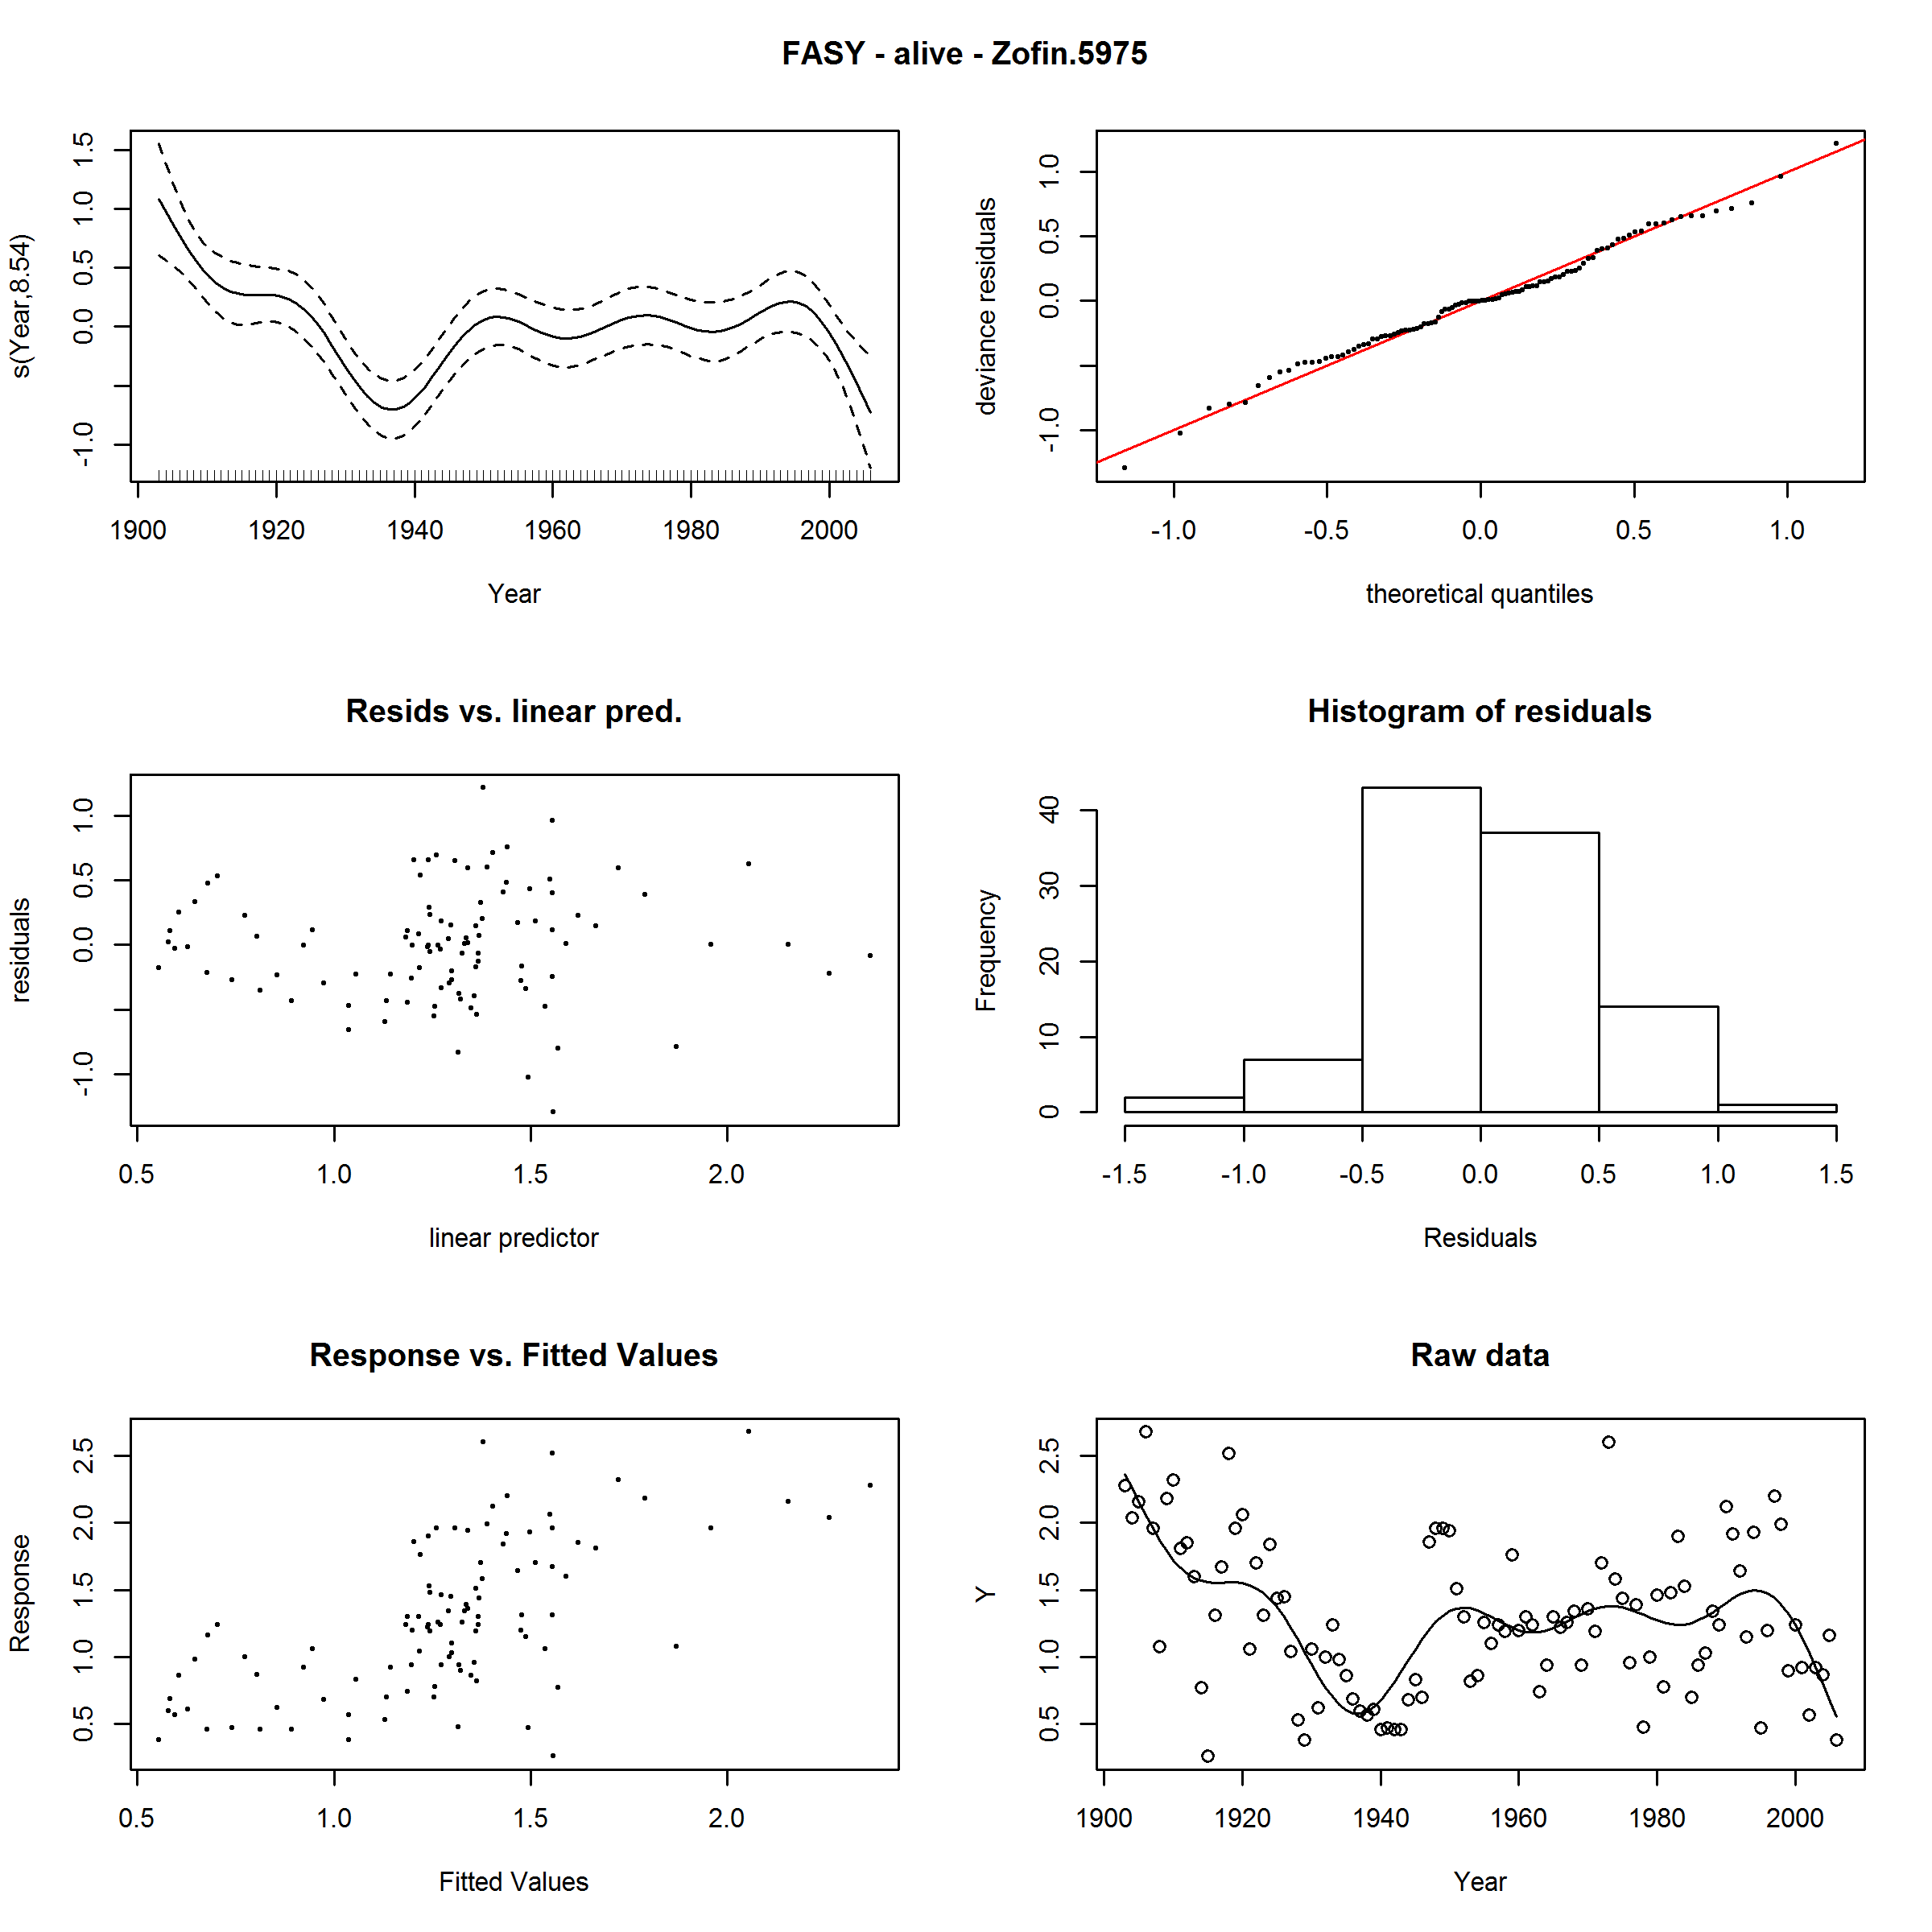 FASY - alive - Zofin.5975
s(Year,8.54)
-1.0 0.0 0.5 1.0 1.5
1900 1920 1940 1960 1980 2000
Year
deviance residuals
-1.0 0.0 0.5 1.0
-1.0 -0.5 0.0 0.5 1.0
theoretical quantiles
Resids vs. linear pred.
residuals
-1.0 0.0 0.5 1.0
0.5 1.0 1.5 2.0
linear predictor
Histogram of residuals
Frequency
0 10 20 30 40
-1.5 -1.0 -0.5 0.0 0.5 1.0 1.5
Residuals
Response vs. Fitted Values
Response
0.5 1.0 1.5 2.0 2.5
0.5 1.0 1.5 2.0
Fitted Values
Raw data
Y
0.5 1.0 1.5 2.0 2.5
1900 1920 1940 1960 1980 2000
Year